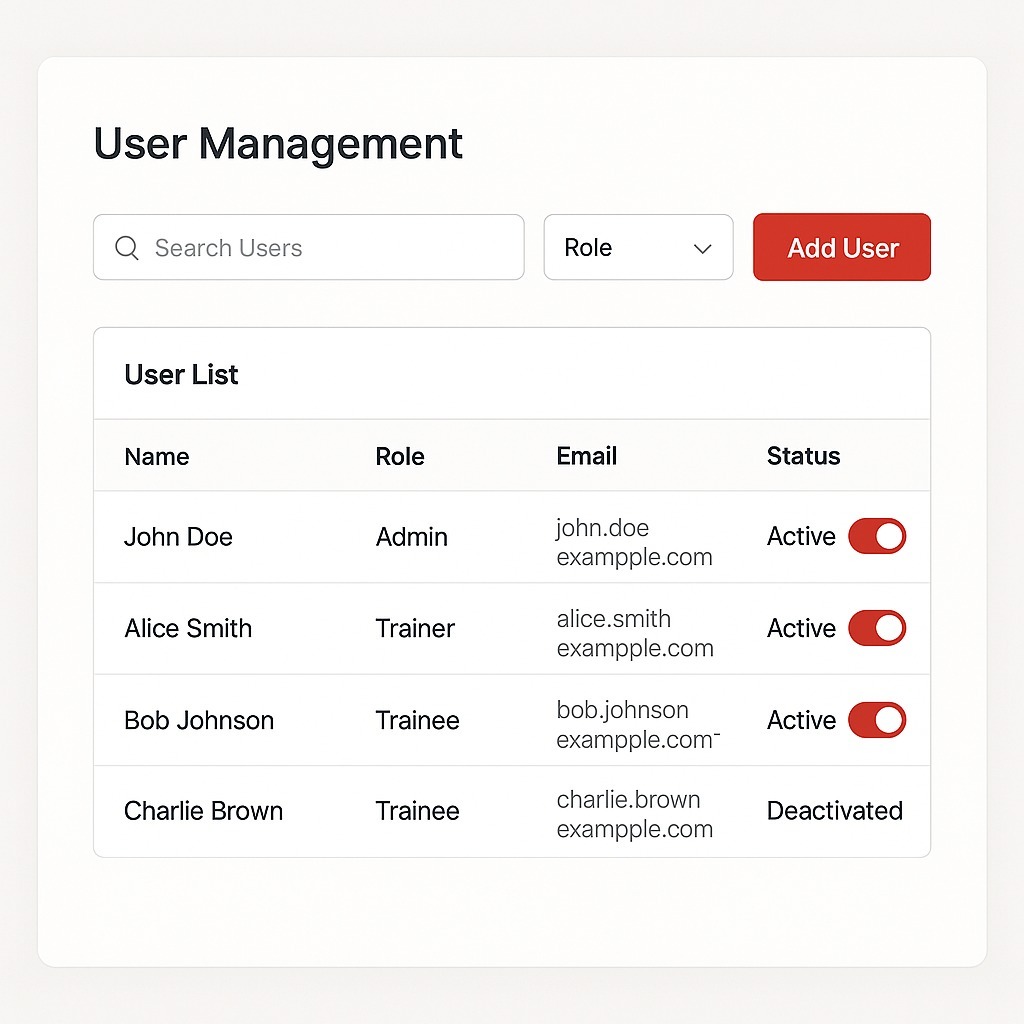 User Management
Search Users
Role
Add User
User List
Name Role Email Status
John Doe Admin john.doe Active
exampple.com
Alice Smith Trainer alice.smith Active
exampple.com
Bob Johnson Trainee bob.johnson Active
exampple.com-
Charlie Brown Trainee charlie.brown Deactivated
exampple.com